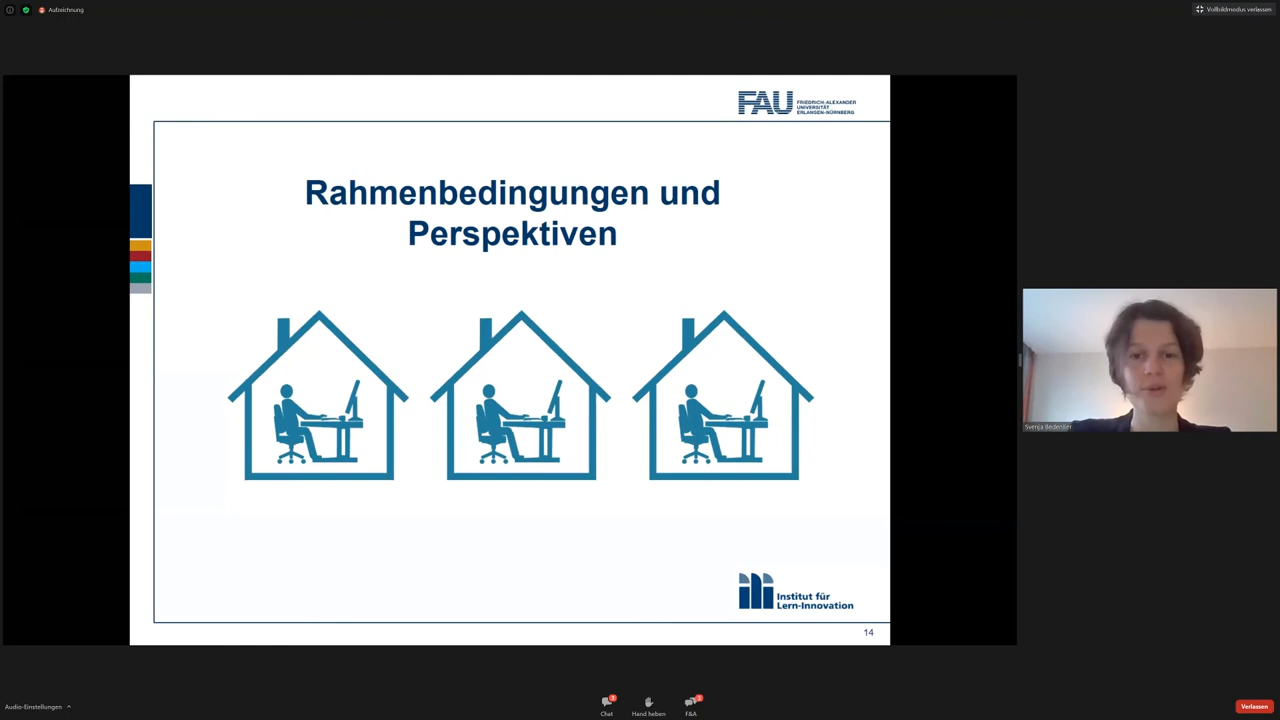 Aufzeichnung
Vollbildmodus verlassen
FAU
FRIEDRICH-ALEXANDER
UNIVERSITÄT
ERLANGEN-NÜRNBERG
Rahmenbedingungen und
Perspektiven
Svenja Bedenlier
Institut für
Lern-Innovation
14
Audio-Einstellungen
Chat
Hand heben
F&A
Verlassen